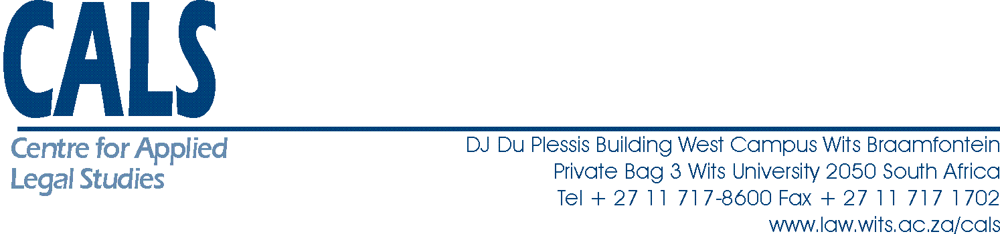 CALS
Centre for Applied
Legal Studies
DJ Du Plessis Building West Campus Wits Braamfontein
Private Bag 3 Wits University 2050 South Africa
Tel + 27 11 717-8600 Fax + 27 11 717 1702
www.law.wits.ac.za/cals